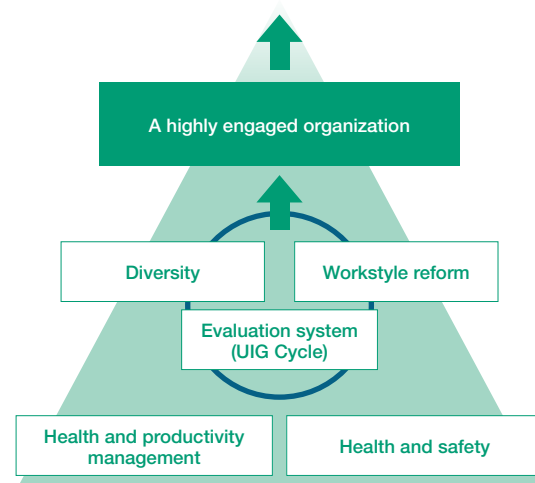 A highly engaged organization
Diversity
Workstyle reform
Evaluation system
(UIG Cycle)
Health and productivity
management
Health and safety